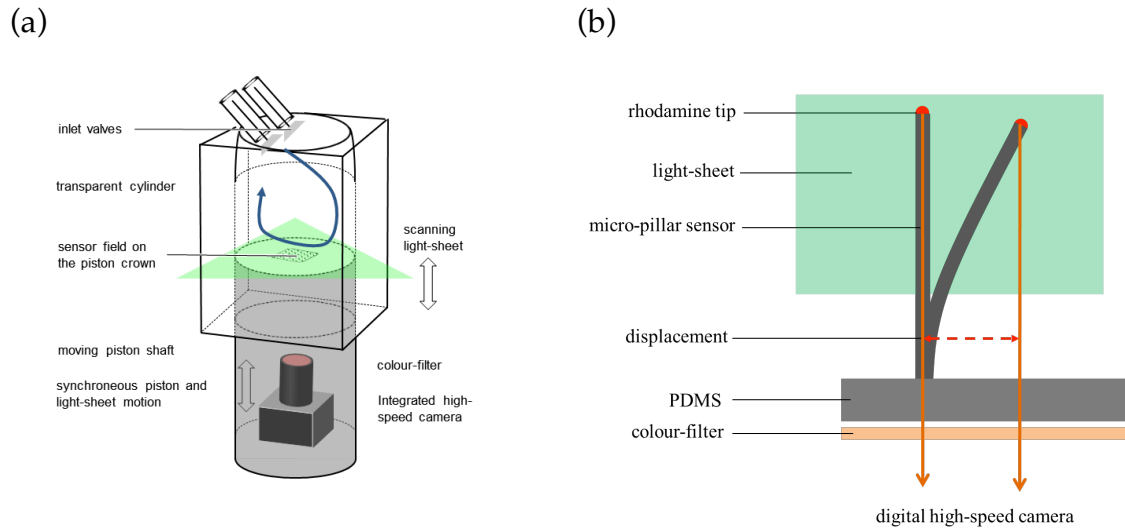 (a)
inlet valves
transparent cylinder
sensor field on
the piston crown
scanning
light-sheet
moving piston shaft
synchroneous piston and
light-sheet motion
colour-filter
Integrated high-
speed camera
(b)
rhodamine tip
light-sheet
micro-pillar sensor
displacement
PDMS
colour-filter
digital high-speed camera